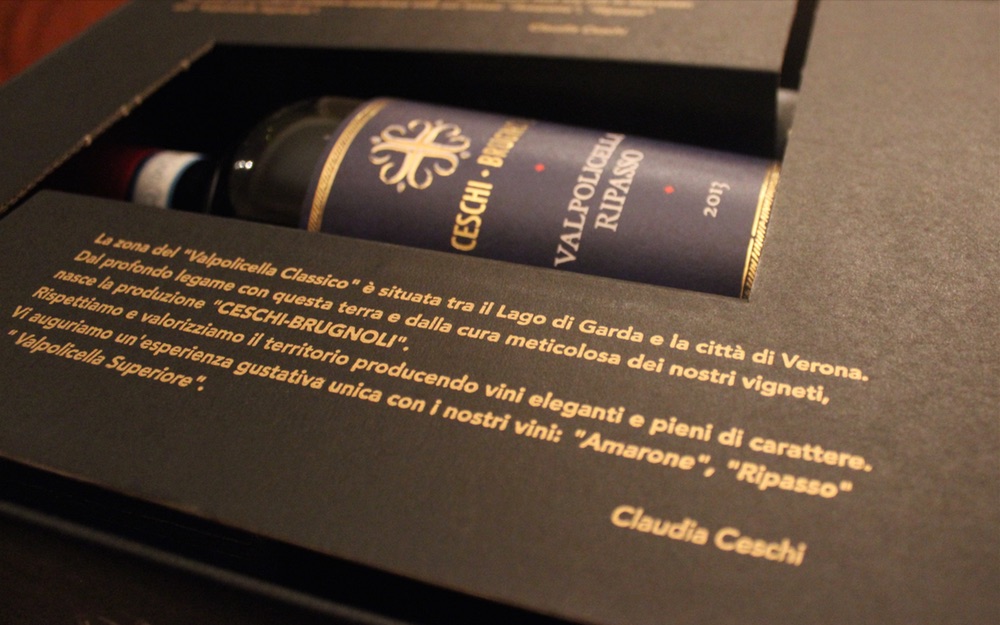 Claudia Ceschi
CESCHI · BRUG
VALPOLICELLA
RIPASSO
2013
La zona del "Valpolicella Classico" è situata tra il Lago di Garda e la città di Verona.
Dal profondo legame con questa terra e dalla cura meticolosa dei nostri vigneti,
nasce la produzione "CESCHI-BRUGNOLI".
Rispettiamo e valorizziamo il territorio producendo vini eleganti e pieni di carattere.
Vi auguriamo un'esperienza gustativa unica con i nostri vini: "Amarone", "Ripasso"
"Valpolicella Superiore".
Claudia Ceschi